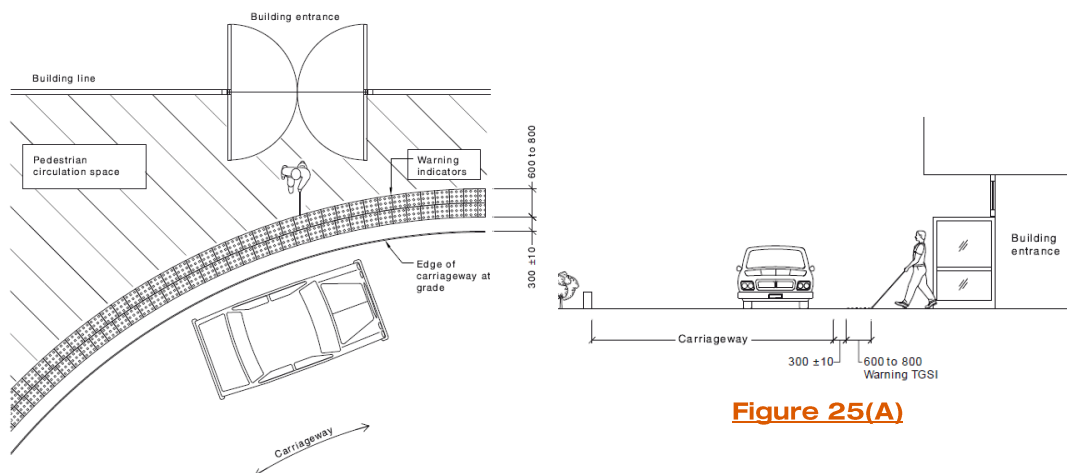 Building entrance
Building line
Pedestrian
circulation space
Warning
indicators
600 to 800
300 ±10
Edge of
carriageway at
grade
Carriageway
Building
entrance
Carriageway
300 ±10
600 to 800
Warning TGSI
Figure 25(A)